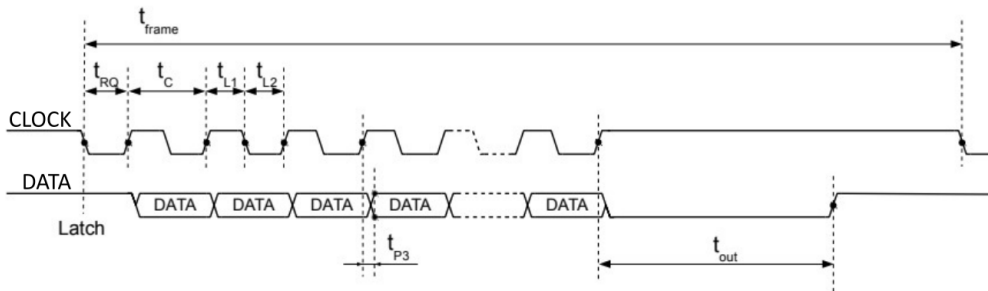 t_frame
t_RQ t_C t_L1 t_L2
CLOCK
DATA
DATA DATA DATA DATA DATA
Latch
t_P3
t_out